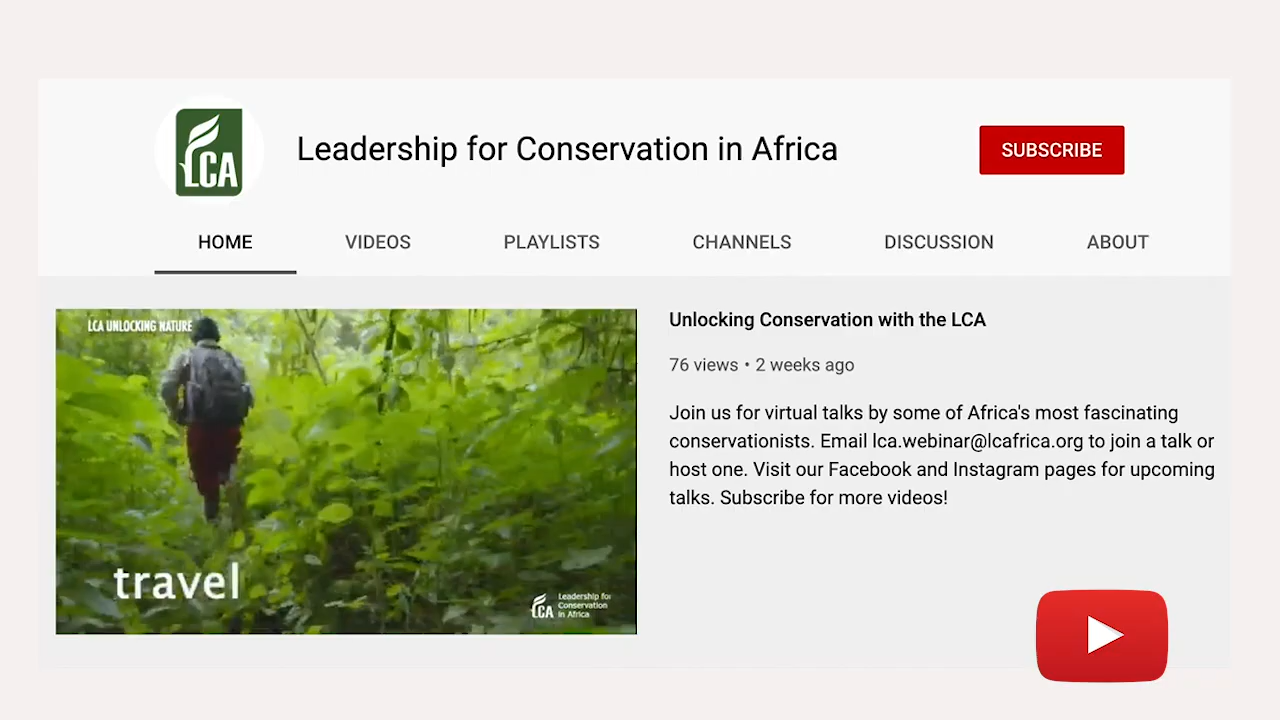 LCA
Leadership for Conservation in Africa
SUBSCRIBE
HOME
VIDEOS
PLAYLISTS
CHANNELS
DISCUSSION
ABOUT
LCA UNLOCKING NATURE
travel
LCA
Leadership for
Conservation
in Africa
Unlocking Conservation with the LCA
76 views • 2 weeks ago
Join us for virtual talks by some of Africa's most fascinating
conservationists. Email lca.webinar@lcafrica.org to join a talk or
host one. Visit our Facebook and Instagram pages for upcoming
talks. Subscribe for more videos!